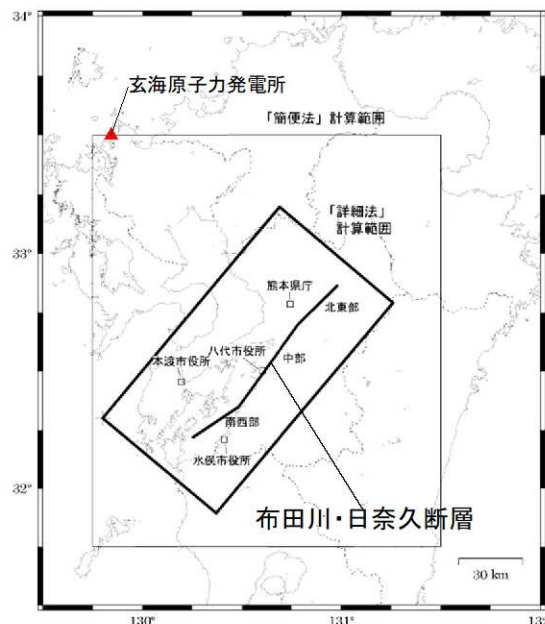 34°
玄海原子力発電所
「簡便法」計算範囲
「詳細法」
計算範囲
33°
熊本県庁
北東部
八代市役所
本渡市役所
中部
南西部
水俣市役所
32°
布田川・日奈久断層
30 km
130°
131°